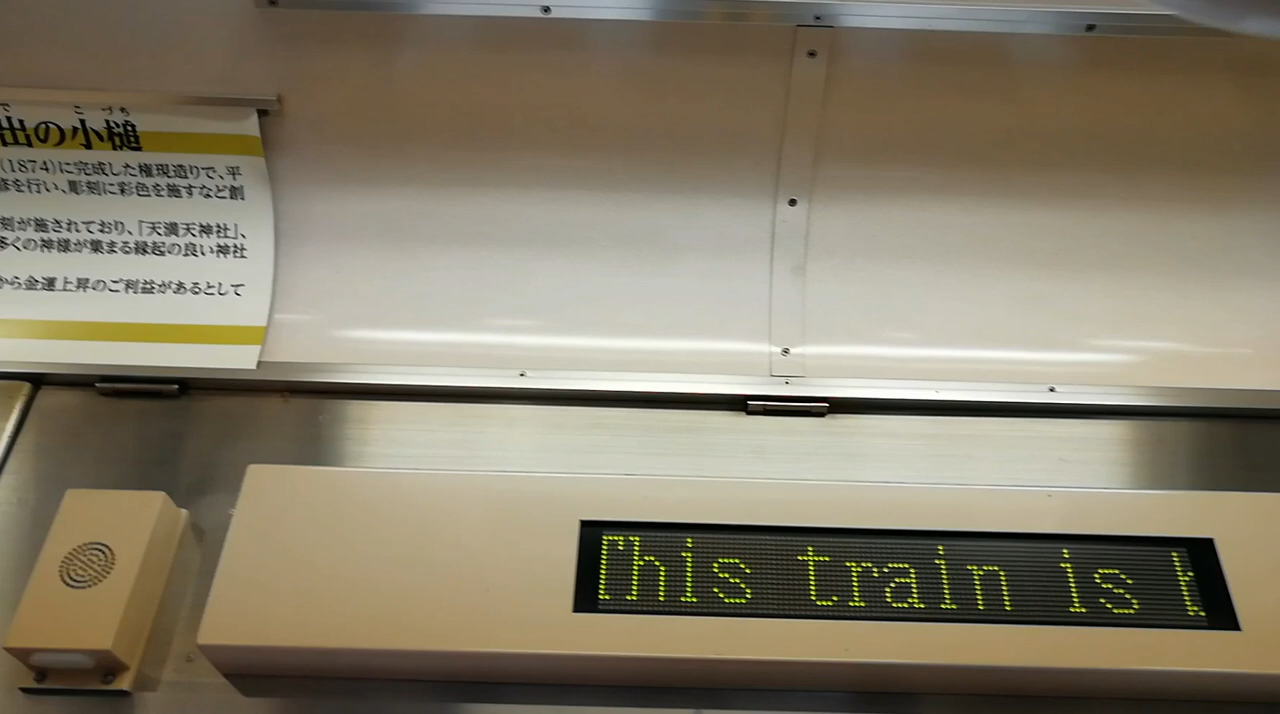 で こづち
出の小槌
(1874)に完成した権現造りで、平
修を行い、彫刻に彩色を施すなど創
刻が施されており、「天満天神社」、
多くの神様が集まる縁起の良い神社
から金運上昇のご利益があるとして
This train is